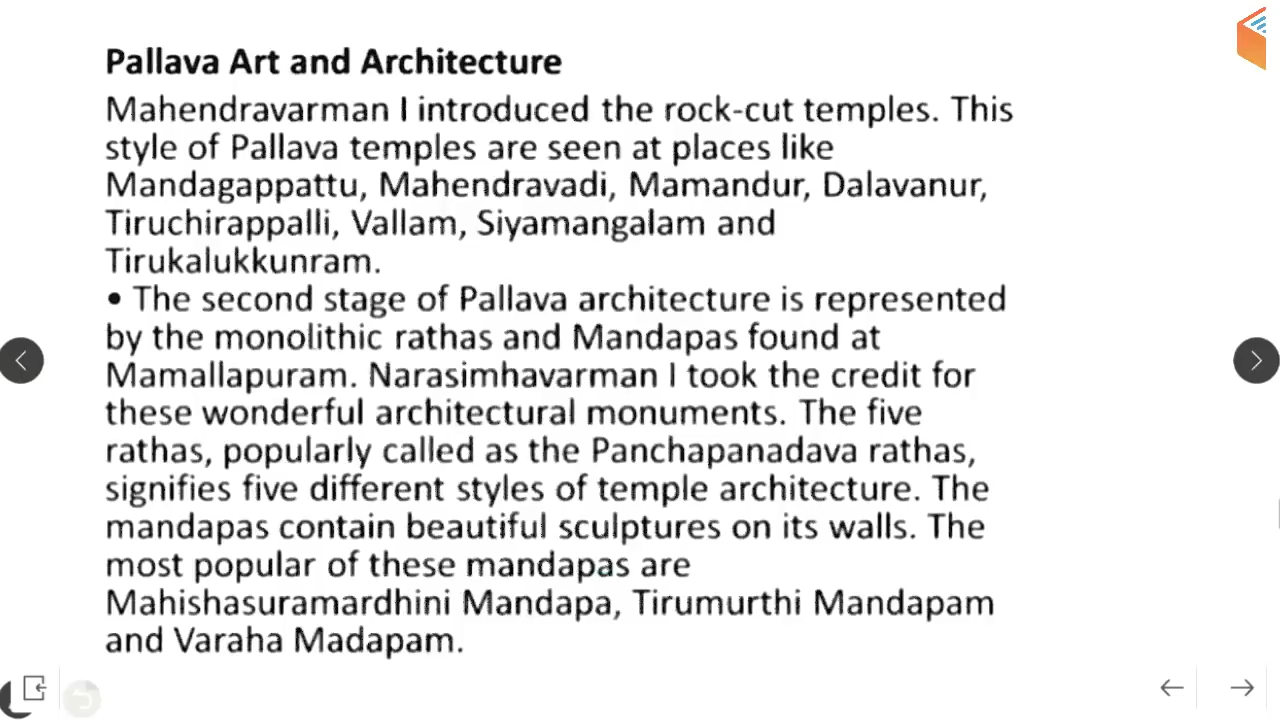 Pallava Art and Architecture
Mahendravarman I introduced the rock-cut temples. This
style of Pallava temples are seen at places like
Mandagappattu, Mahendravadi, Mamandur, Dalavanur,
Tiruchirappalli, Vallam, Siyamangalam and
Tirukalukkunram.
• The second stage of Pallava architecture is represented
by the monolithic rathas and Mandapas found at
Mamallapuram. Narasimhavarman I took the credit for
these wonderful architectural monuments. The five
rathas, popularly called as the Panchapanadava rathas,
signifies five different styles of temple architecture. The
mandapas contain beautiful sculptures on its walls. The
most popular of these mandapas are
Mahishasuramardhini Mandapa, Tirumurthi Mandapam
and Varaha Madapam.